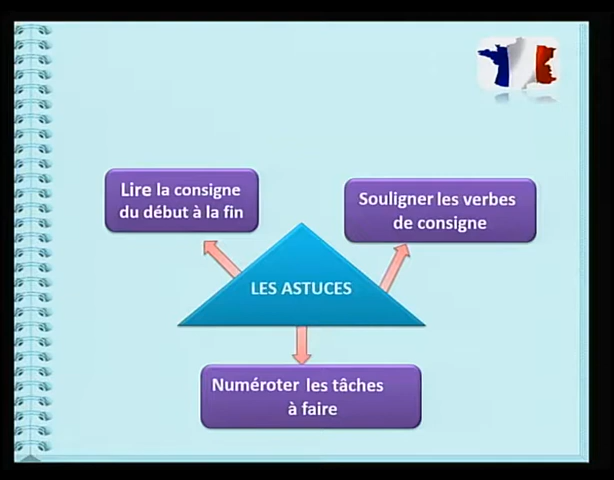 Lire la consigne
du début à la fin
Souligner les verbes
de consigne
LES ASTUCES
Numéroter les tâches
à faire